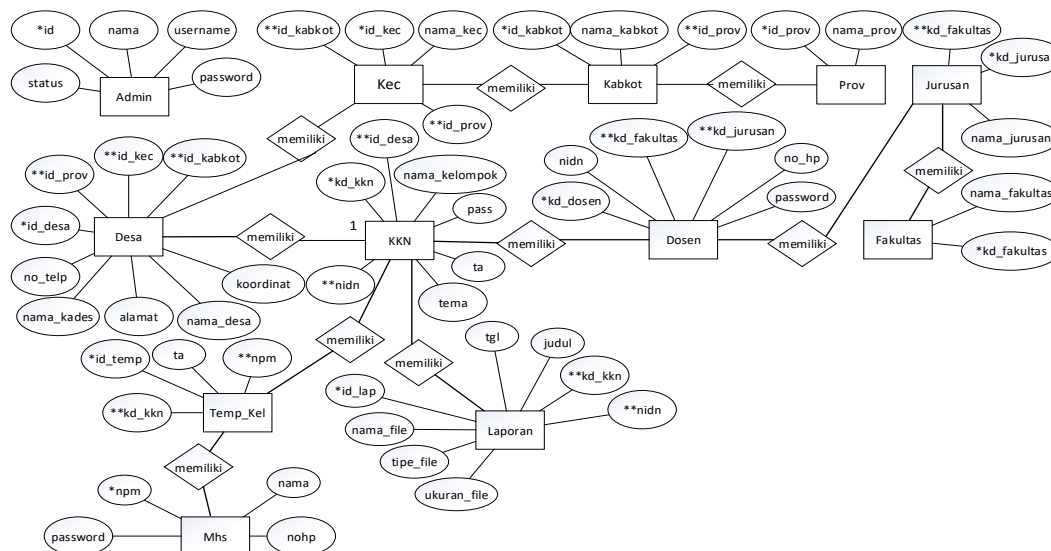 *id
nama
username
status
password
Admin
**id_kabkot
*id_kec
nama_kec
Kec
**id_prov
memiliki
*id_kabkot
nama_kabkot
**id_prov
Kabkot
memiliki
*id_prov
nama_prov
Prov
**kd_fakultas
*kd_jurusa
Jurusan
nama_jurusan
memiliki
nama_fakultas
Fakultas
*kd_fakultas
memiliki
**id_kec
**id_kabkot
**id_prov
*id_desa
Desa
no_telp
nama_kades
alamat
nama_desa
koordinat
memiliki
1
**id_desa
*kd_kkn
nama_kelompok
pass
KKN
ta
**nidn
tema
memiliki
**kd_fakultas
**kd_jurusan
nidn
no_hp
*kd_dosen
password
Dosen
memiliki
memiliki
memiliki
*id_temp
ta
**npm
**kd_kkn
Temp_Kel
memiliki
tgl
judul
**kd_kkn
*id_lap
**nidn
nama_file
Laporan
tipe_file
ukuran_file
*npm
nama
password
Mhs
nohp